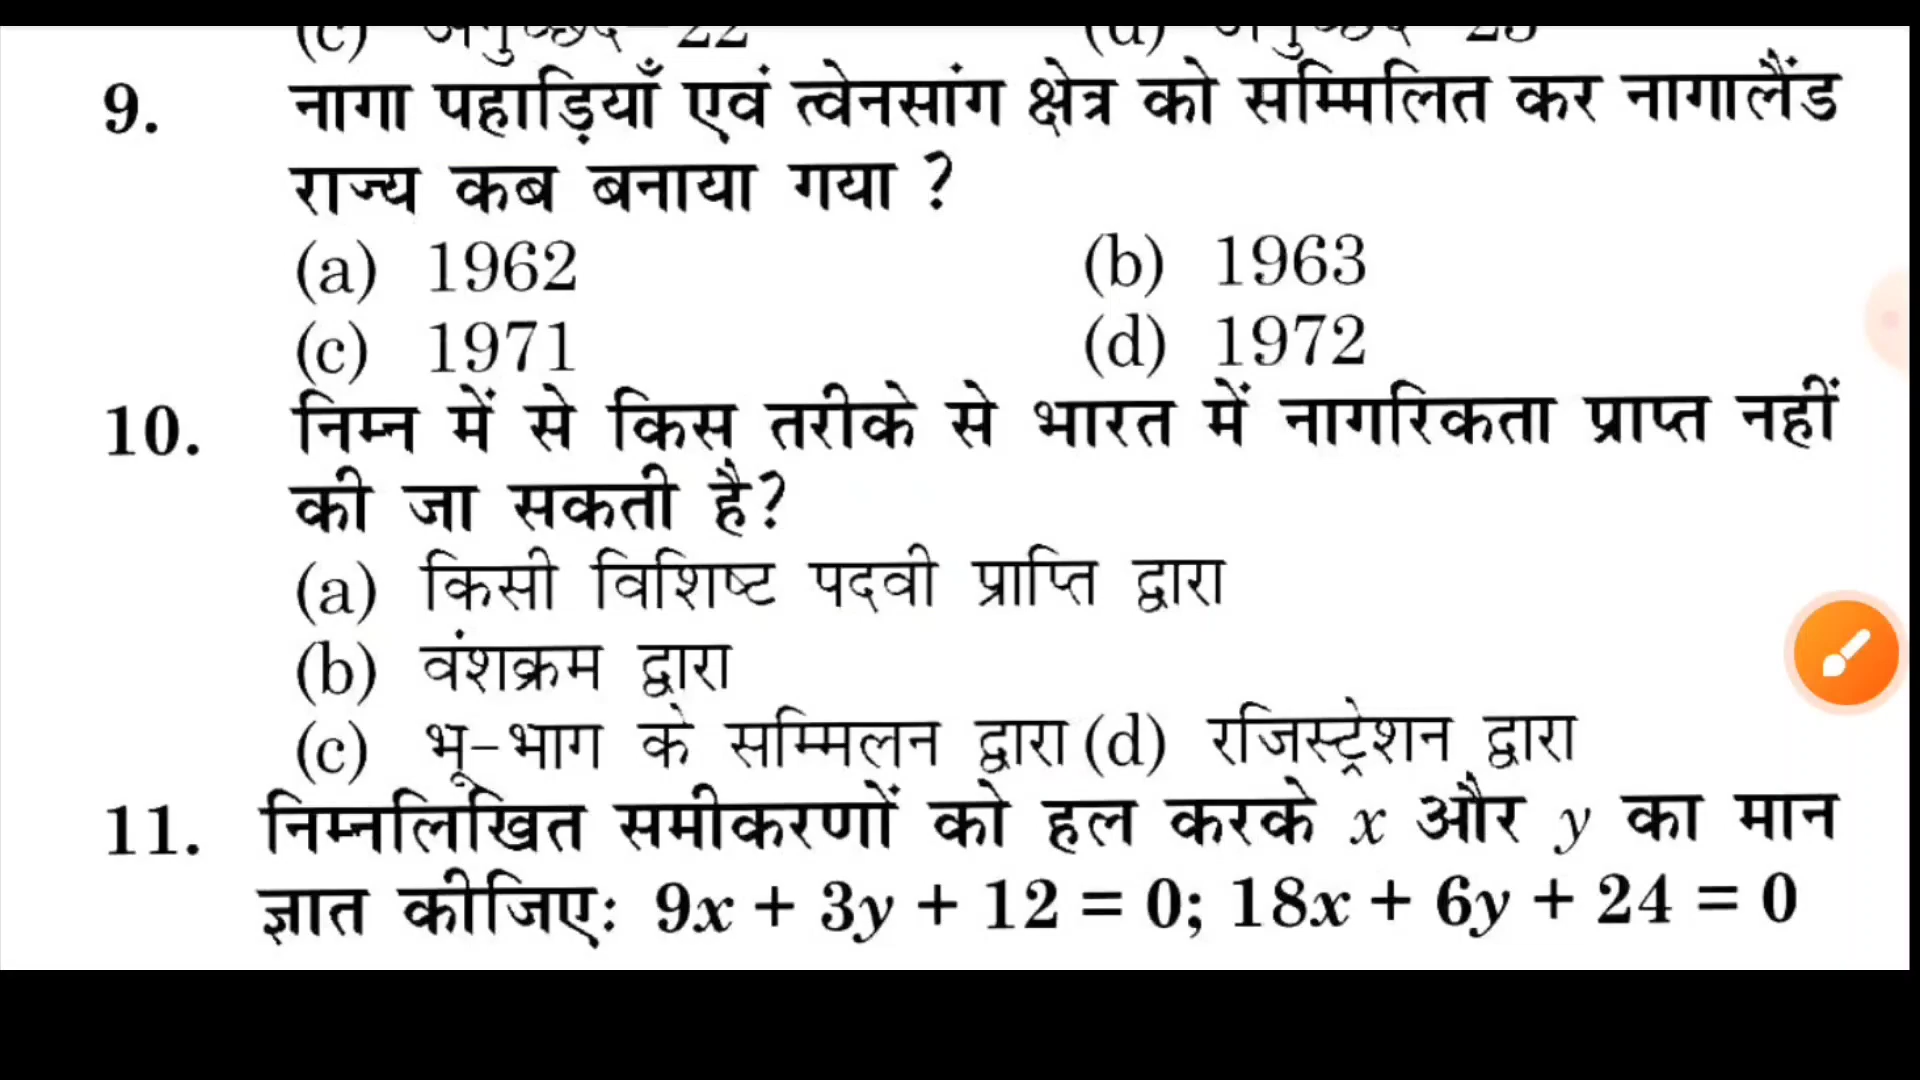 9. नागा पहाड़ियाँ एवं त्वेनसांग क्षेत्र को सम्मिलित कर नागालैंड
राज्य कब बनाया गया ?
(a) 1962 (b) 1963
(c) 1971 (d) 1972
10. निम्न में से किस तरीके से भारत में नागरिकता प्राप्त नहीं
की जा सकती है?
(a) किसी विशिष्ट पदवी प्राप्ति द्वारा
(b) वंशक्रम द्वारा
(c) भू-भाग के सम्मिलन द्वारा (d) रजिस्ट्रेशन द्वारा
11. निम्नलिखित समीकरणों को हल करके x और y का मान
ज्ञात कीजिए: 9x + 3y + 12 = 0; 18x + 6y + 24 = 0